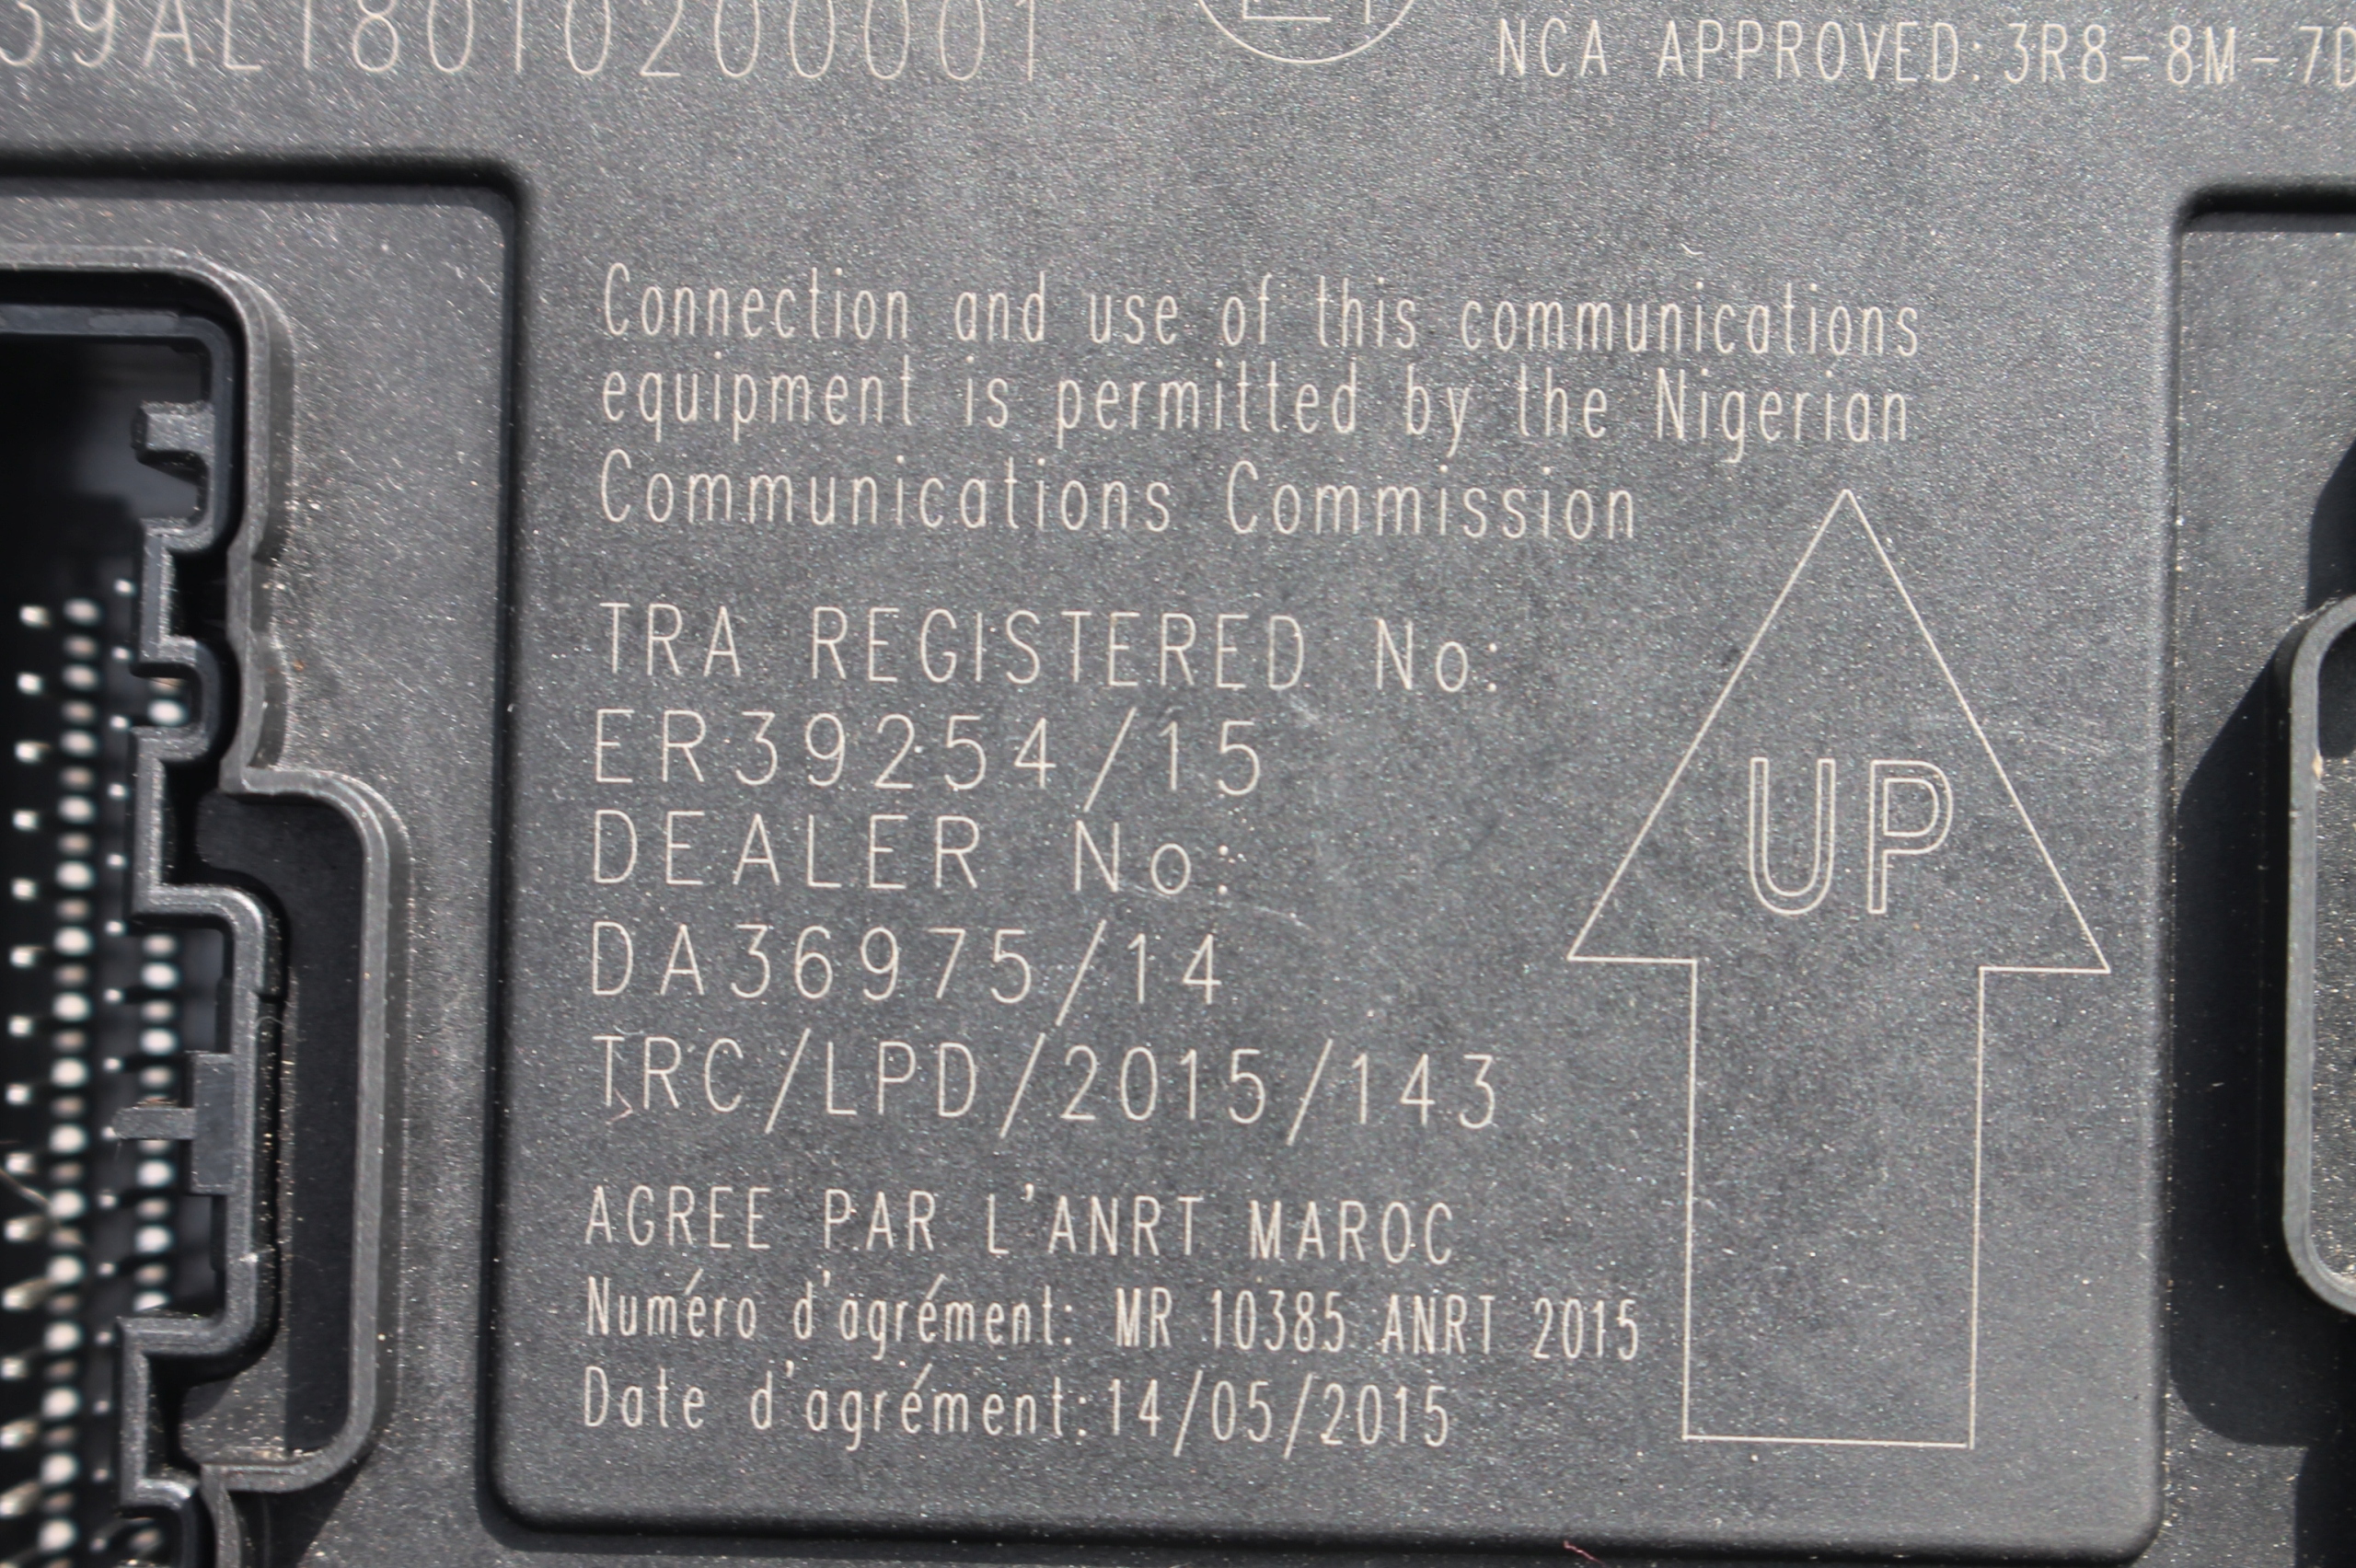 39AL18010200001
NCA APPROVED: 3R8-8M-7D
Connection and use of this communications
equipment is permitted by the Nigerian
Communications Commission
TRA REGISTERED No:
ER39254/15
DEALER No:
DA36975/14
TRC/LPD/2015/143
UP
AGREE PAR L'ANRT MAROC
Numéro d'agrément: MR 10385 ANRT 2015
Date d'agrément: 14/05/2015